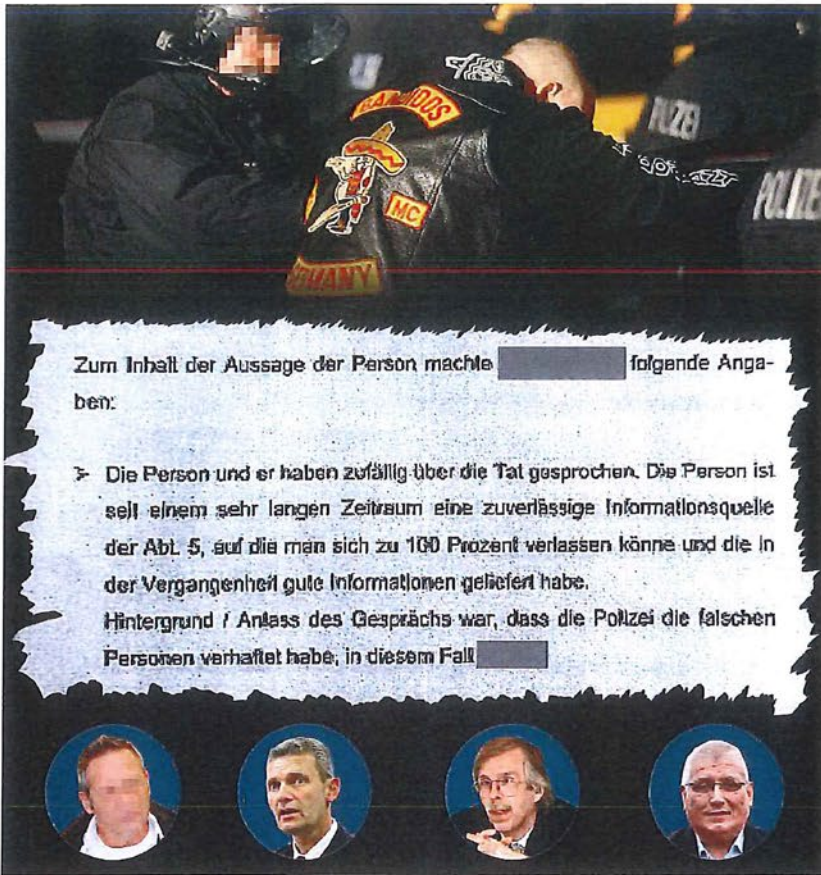 BANDIDOS
MC
GERMANY
POLIZEI
POLIZEI
Zum Inhalt der Aussage der Person machte folgende Anga-
ben:
➢ Die Person und er haben zufällig über die Tat gesprochen. Die Person ist
seit einem sehr langen Zeitraum eine zuverlässige Informationsquelle
der Abt. 5, auf die man sich zu 100 Prozent verlassen könne und die in
der Vergangenheit gute Informationen geliefert habe.
Hintergrund / Anlass des Gesprächs war, dass die Polizei die falschen
Personen verhaftet habe, in diesem Fall